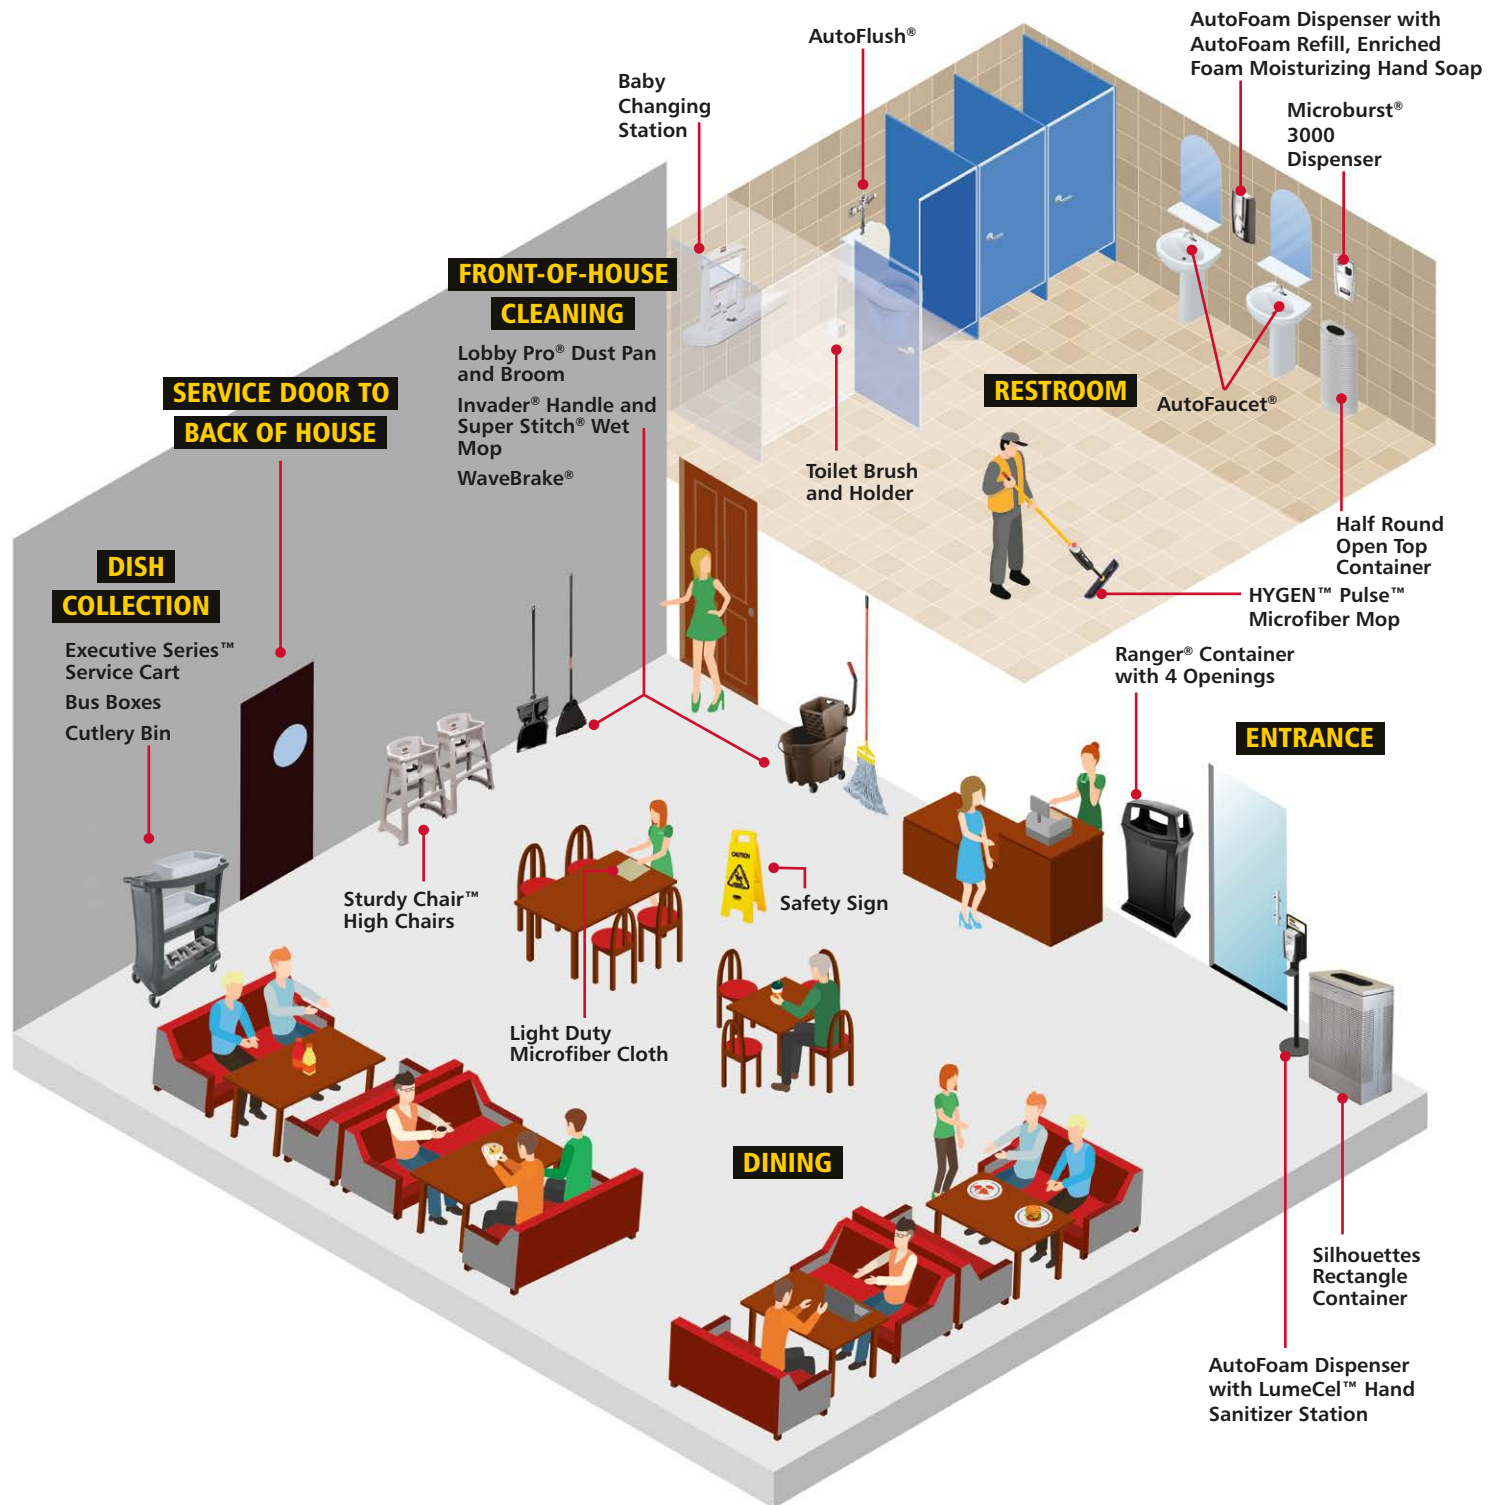 AutoFlush®
AutoFoam Dispenser with
AutoFoam Refill, Enriched
Foam Moisturizing Hand Soap
Baby
Changing
Station
Microburst®
3000
Dispenser
FRONT-OF-HOUSE
CLEANING
Lobby Pro® Dust Pan
and Broom
Invader® Handle and
Super Stitch® Wet
Mop
WaveBrake®
SERVICE DOOR TO
BACK OF HOUSE
RESTROOM
AutoFaucet®
Toilet Brush
and Holder
Half Round
Open Top
Container
HYGEN™ Pulse™
Microfiber Mop
DISH
COLLECTION
Executive Series™
Service Cart
Bus Boxes
Cutlery Bin
Ranger® Container
with 4 Openings
ENTRANCE
CAUTION
Sturdy Chair™
High Chairs
Safety Sign
Light Duty
Microfiber Cloth
DINING
Silhouettes
Rectangle
Container
AutoFoam Dispenser
with LumeCel™ Hand
Sanitizer Station